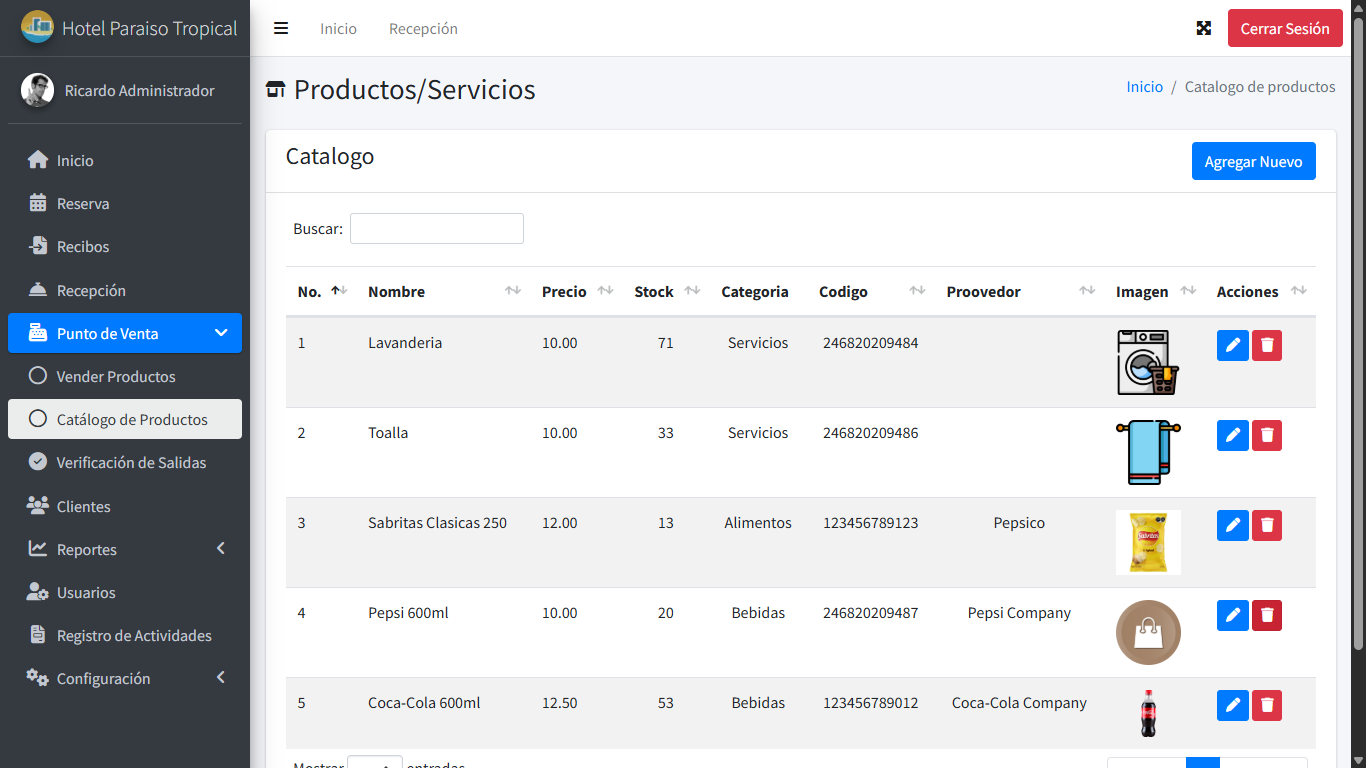 Hotel Paraiso Tropical
Inicio Recepción
Cerrar Sesión
Ricardo Administrador
Inicio
Reserva
Recibos
Recepción
Punto de Venta
Vender Productos
Catálogo de Productos
Verificación de Salidas
Clientes
Reportes
Usuarios
Registro de Actividades
Configuración
Productos/Servicios
Inicio / Catalogo de productos
Catalogo
Agregar Nuevo
Buscar:
No. Nombre Precio Stock Categoria Codigo Proovedor Imagen Acciones
1 Lavanderia 10.00 71 Servicios 246820209484
2 Toalla 10.00 33 Servicios 246820209486
3 Sabritas Clasicas 250 12.00 13 Alimentos 123456789123 Pepsico
Sabritas
4 Pepsi 600ml 10.00 20 Bebidas 246820209487 Pepsi Company
5 Coca-Cola 600ml 12.50 53 Bebidas 123456789012 Coca-Cola Company
Mostrar entradas